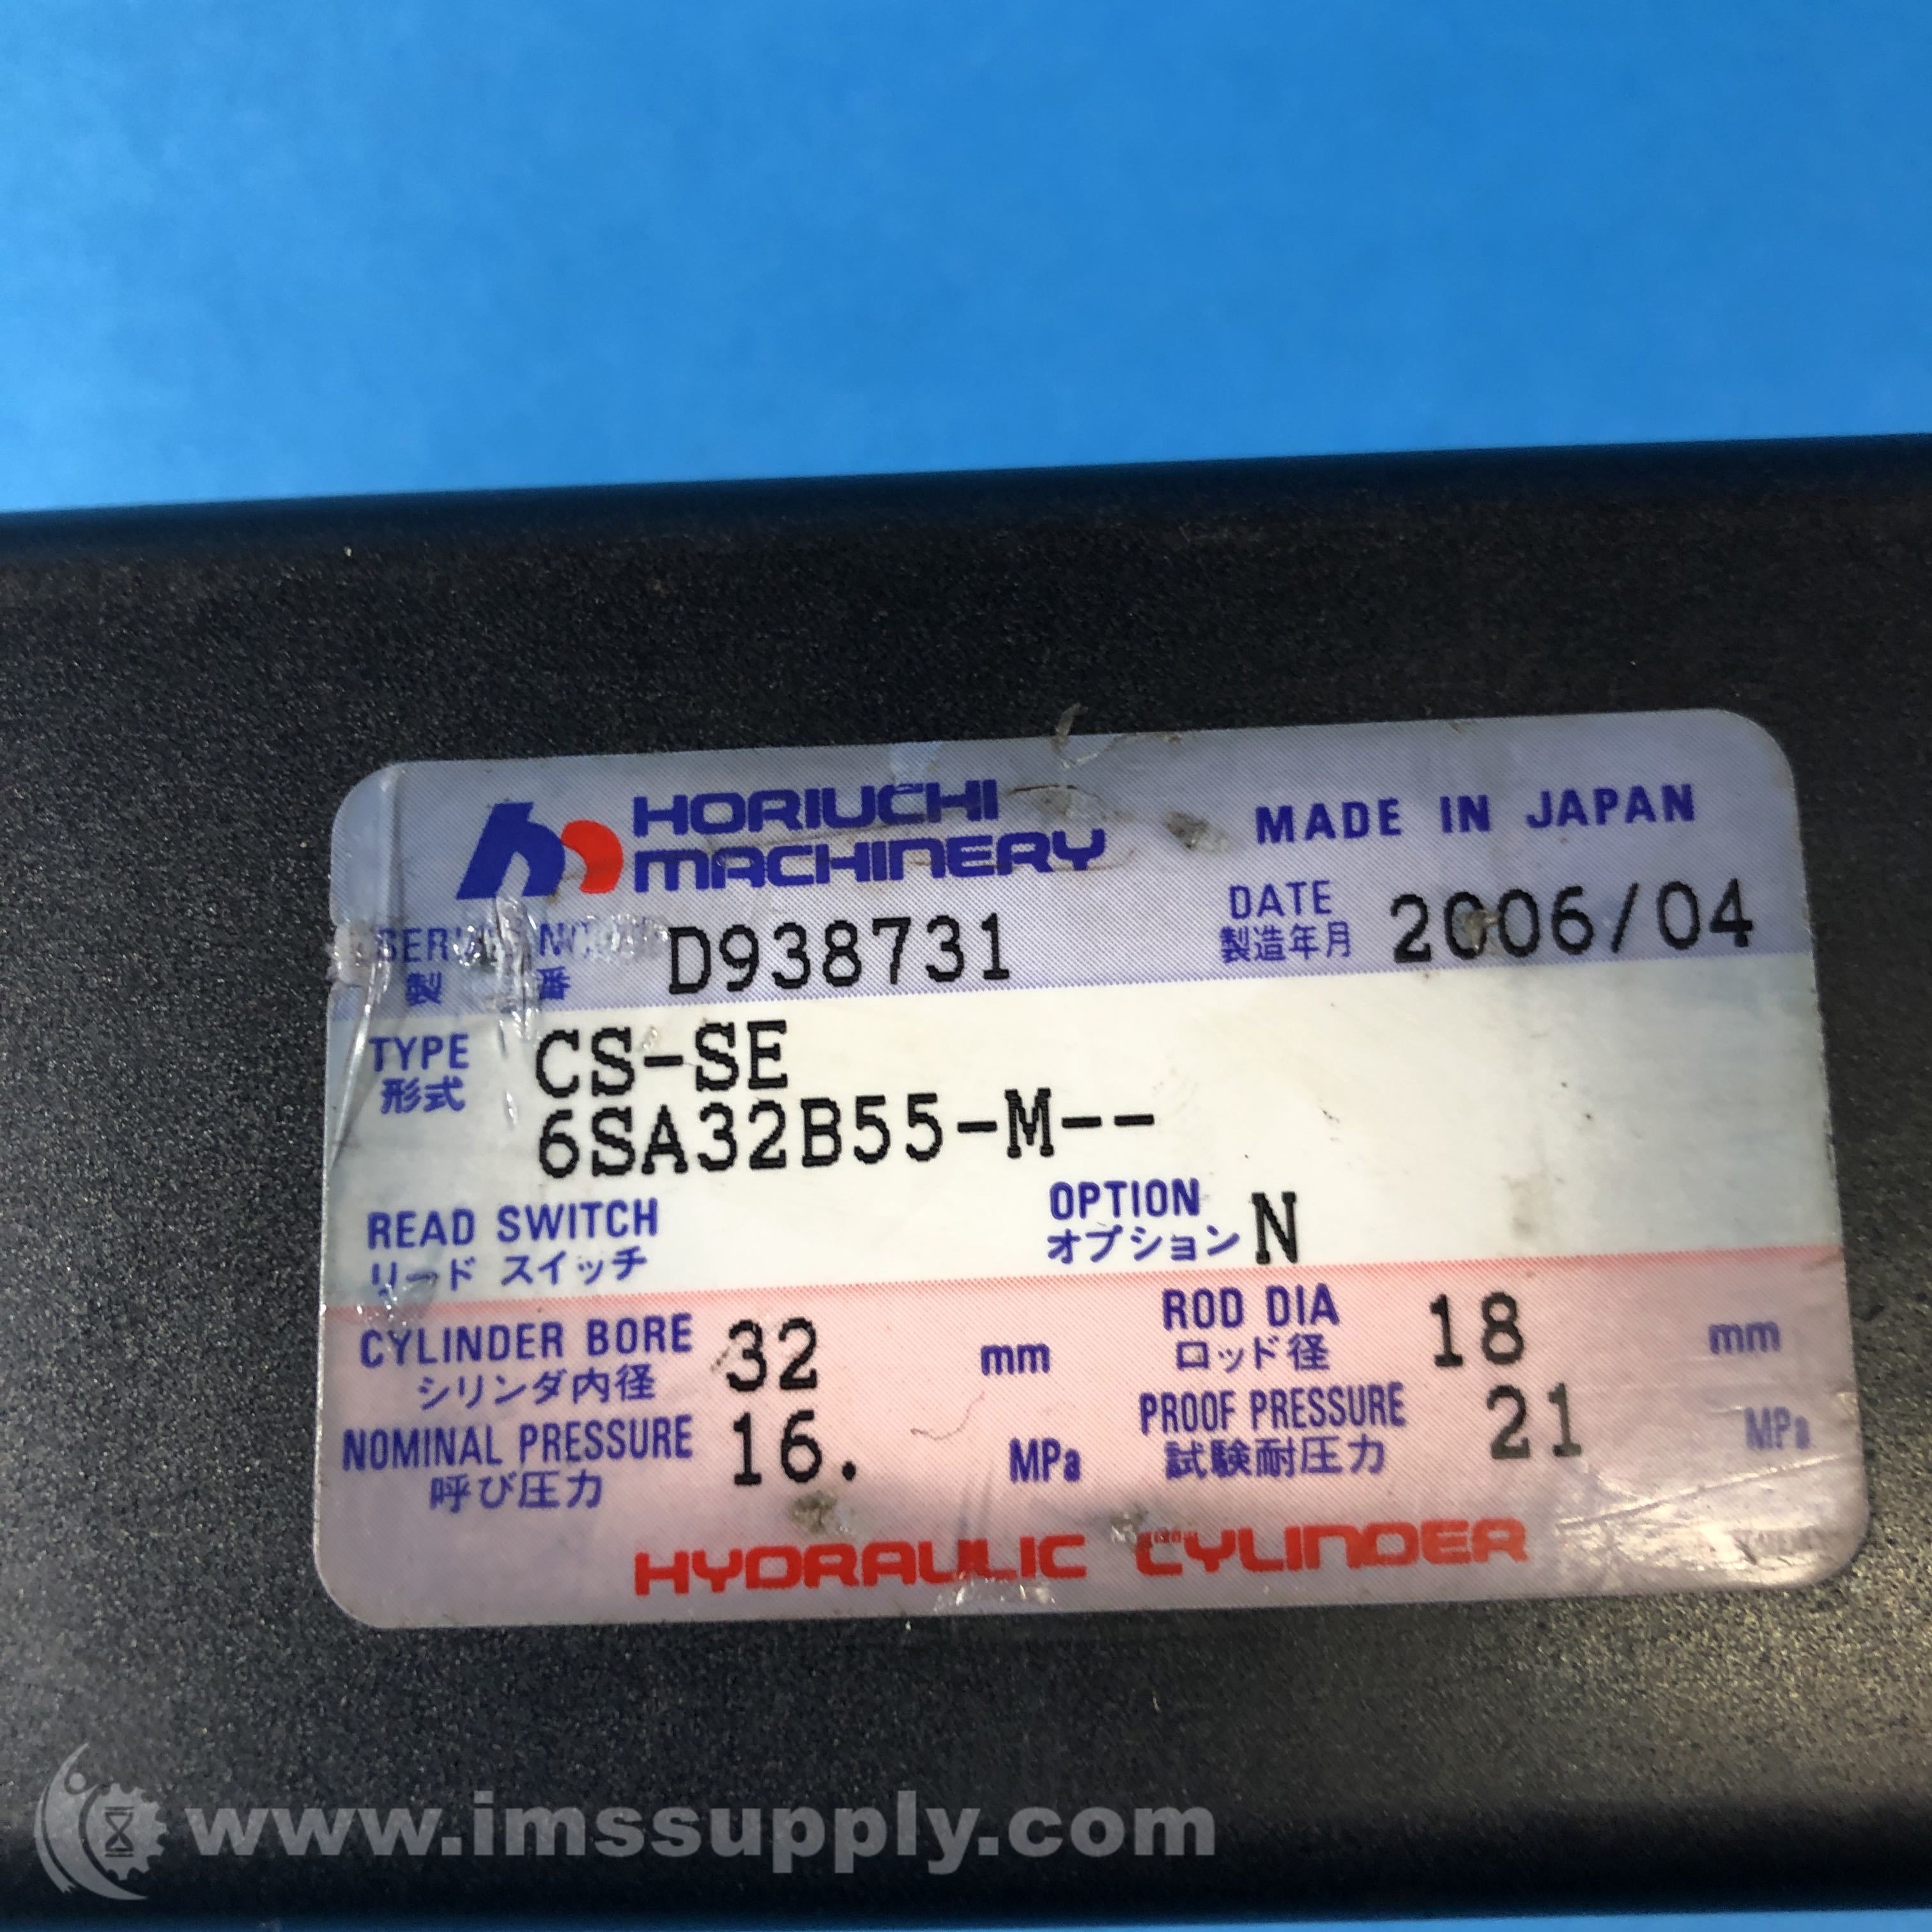 HORIUCHI
MACHINERY
MADE IN JAPAN
D938731
製 番
DATE 2006/04
製造年月
TYPE CS-SE
形式
6SA32B55-M--
READ SWITCH
リード スイッチ
OPTION N
オプション
CYLINDER BORE 32 mm
シリンダ内径
ROD DIA 18 mm
ロッド径
NOMINAL PRESSURE 16. MPa
呼び圧力
PROOF PRESSURE 21 MPa
試験耐圧力
HYDRAULIC CYLINDER
www.imssupply.com